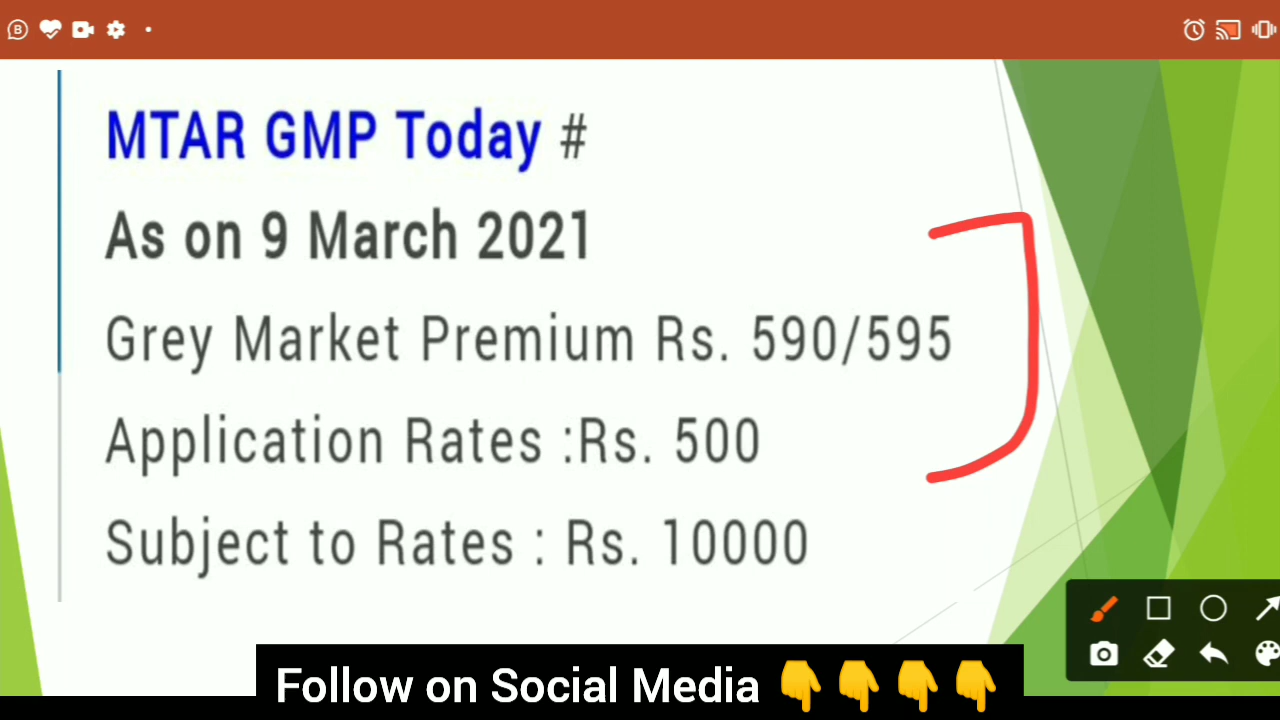 MTAR GMP Today #
As on 9 March 2021
Grey Market Premium Rs. 590/595
Application Rates :Rs. 500
Subject to Rates : Rs. 10000
Follow on Social Media 👇👇👇👇